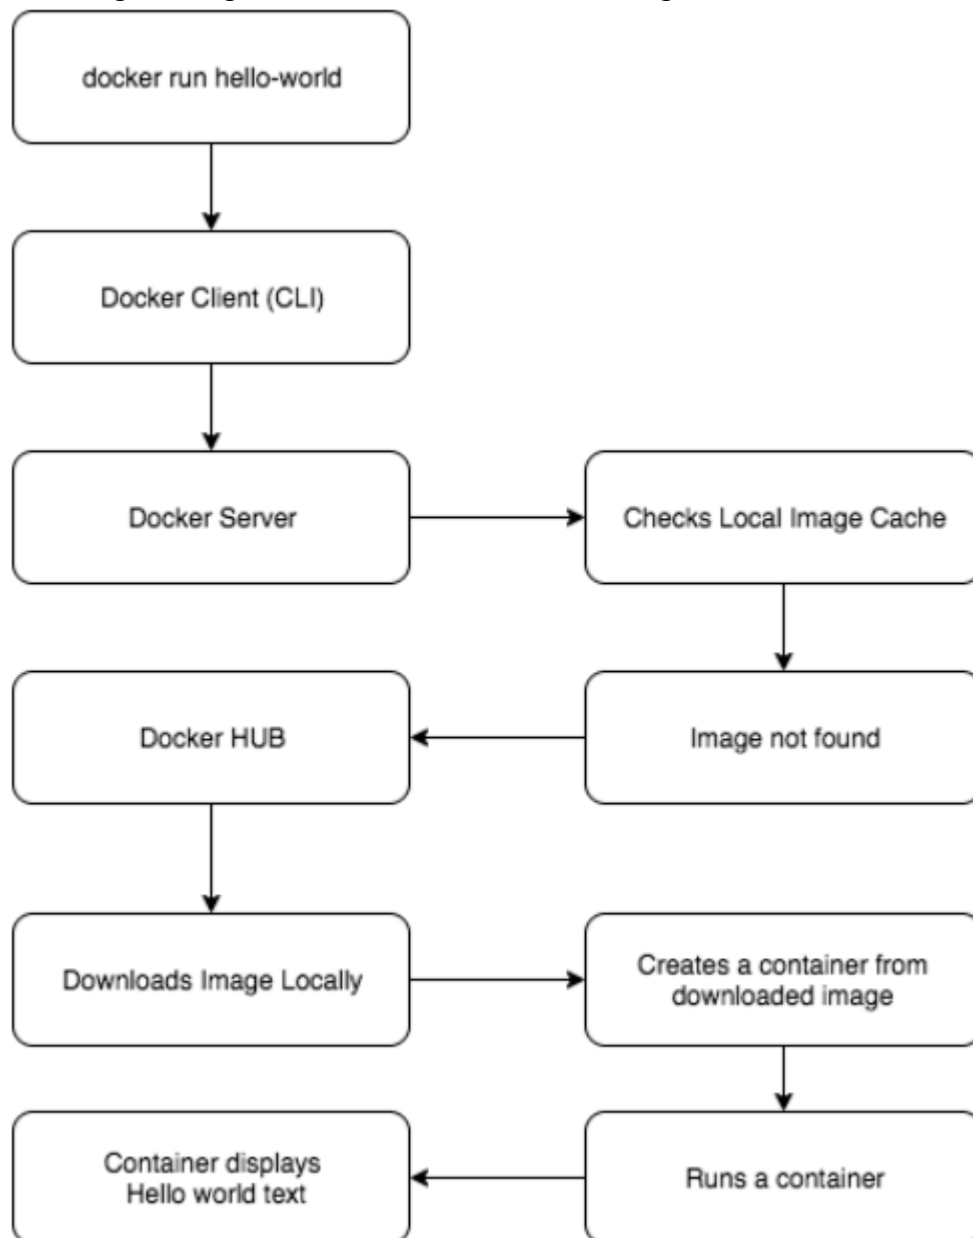 docker run hello-world
Docker Client (CLI)
Docker Server
Checks Local Image Cache
Image not found
Docker HUB
Downloads Image Locally
Creates a container from
downloaded image
Runs a container
Container displays
Hello world text